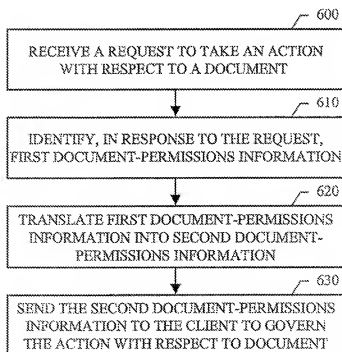 600
RECEIVE A REQUEST TO TAKE AN ACTION
WITH RESPECT TO A DOCUMENT
610
IDENTIFY, IN RESPONSE TO THE REQUEST,
FIRST DOCUMENT-PERMISSIONS INFORMATION
620
TRANSLATE FIRST DOCUMENT-PERMISSIONS
INFORMATION INTO SECOND DOCUMENT-
PERMISSIONS INFORMATION
630
SEND THE SECOND DOCUMENT-PERMISSIONS
INFORMATION TO THE CLIENT TO GOVERN
THE ACTION WITH RESPECT TO DOCUMENT